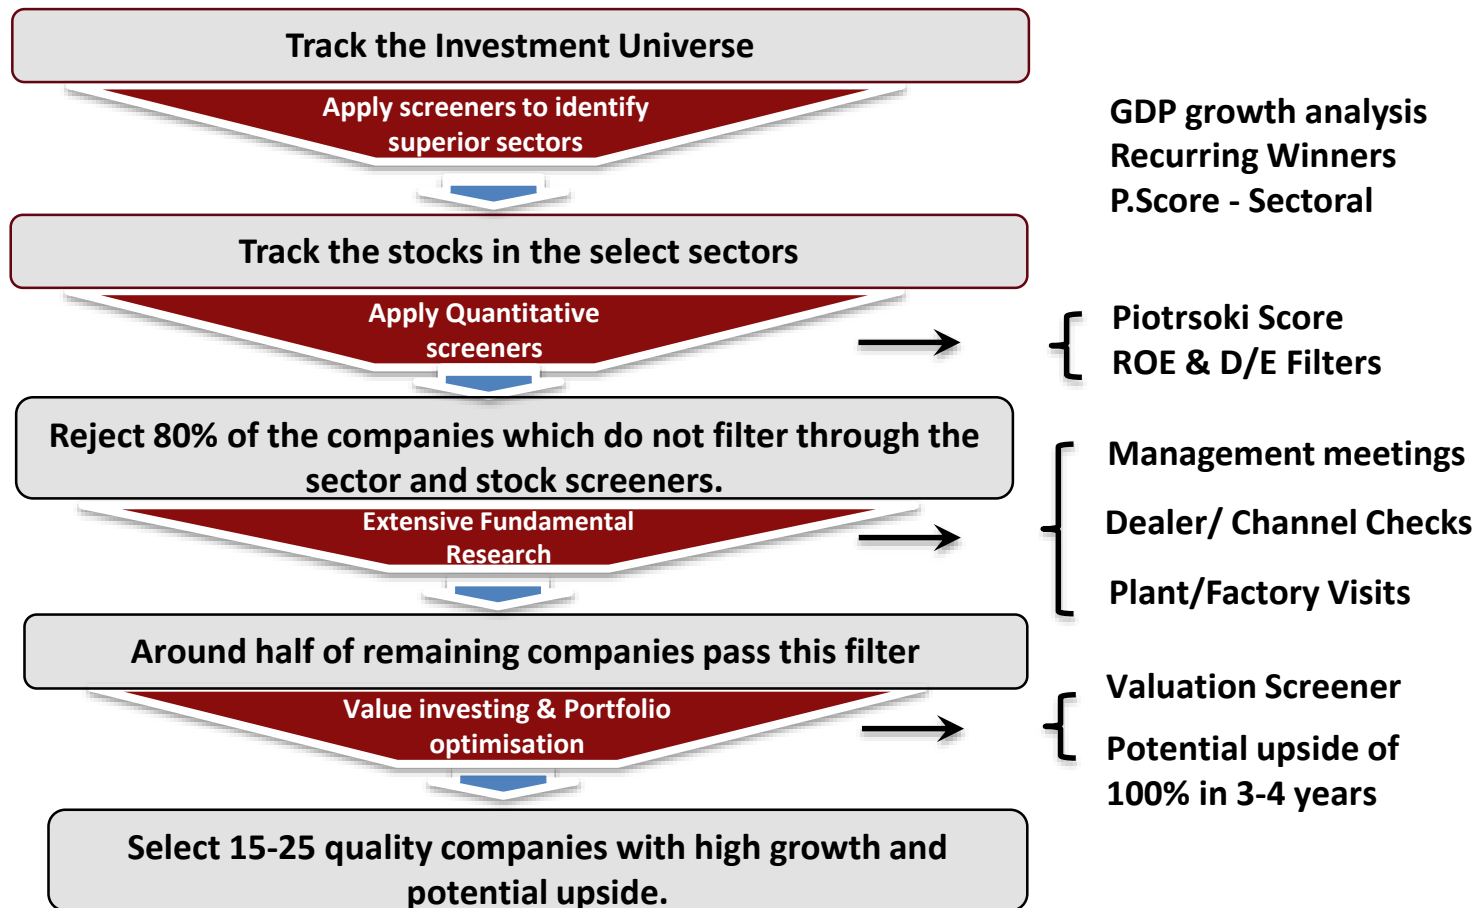 Track the Investment Universe
Apply screeners to identify
superior sectors
GDP growth analysis
Recurring Winners
P.Score - Sectoral
Track the stocks in the select sectors
Apply Quantitative
screeners
Piotrsoki Score
ROE & D/E Filters
Reject 80% of the companies which do not filter through the
sector and stock screeners.
Extensive Fundamental
Research
Management meetings
Dealer/ Channel Checks
Plant/Factory Visits
Around half of remaining companies pass this filter
Value investing & Portfolio
optimisation
Valuation Screener
Potential upside of
100% in 3-4 years
Select 15-25 quality companies with high growth and
potential upside.